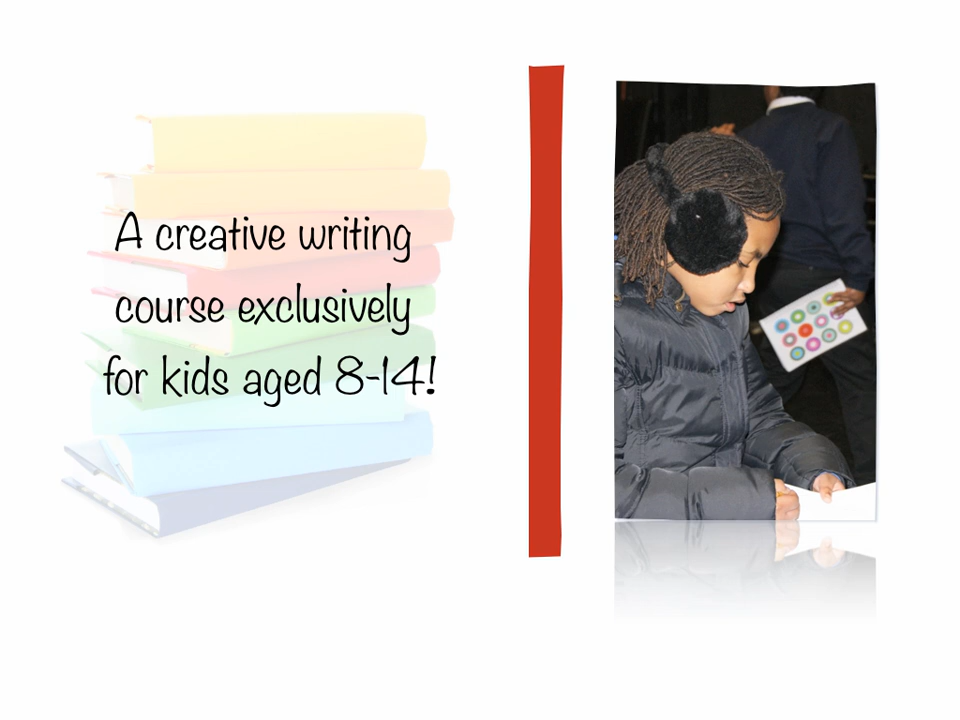 A creative writing
course exclusively
for kids aged 8-14!